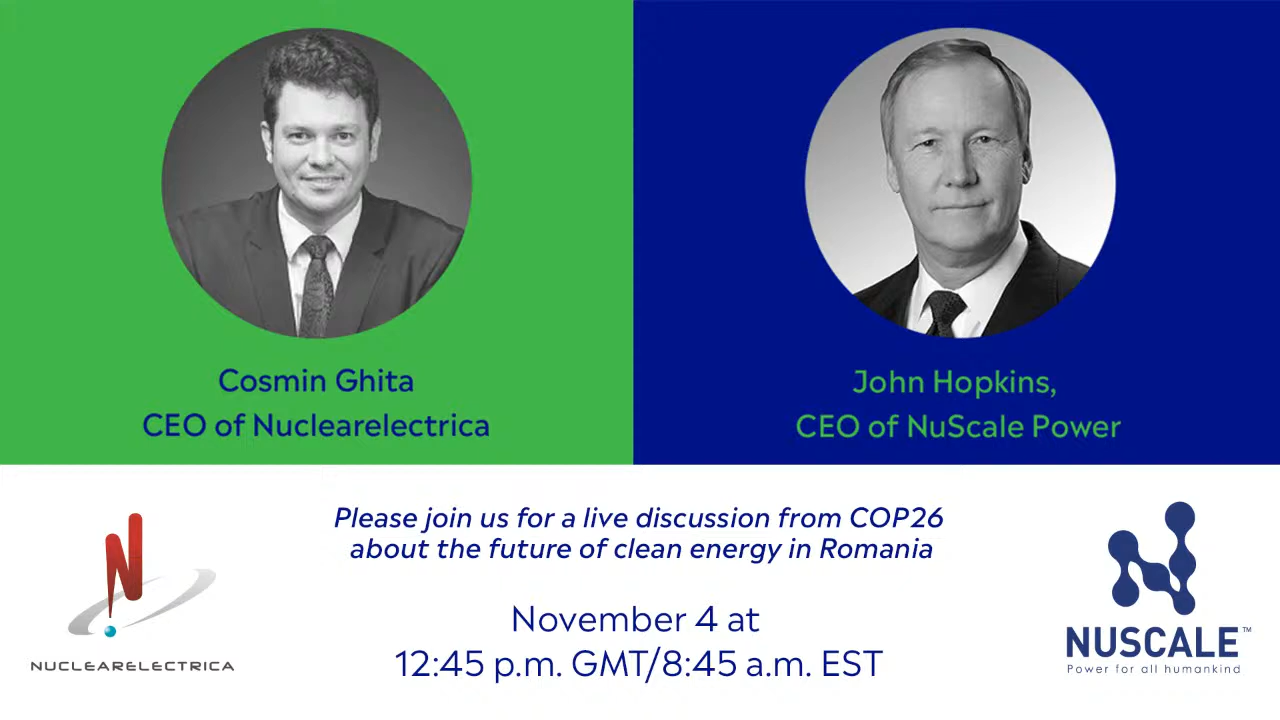 Cosmin Ghita
CEO of Nuclearelectrica
John Hopkins,
CEO of NuScale Power
Please join us for a live discussion from COP26
about the future of clean energy in Romania
November 4 at
12:45 p.m. GMT/8:45 a.m. EST
N
NUCLEARELECTRICA
NUSCALE™
Power for all humankind